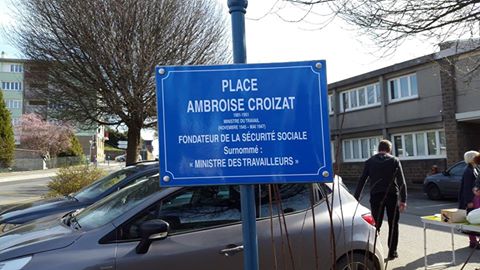 PLACE
AMBROISE CROIZAT
1901-1951
MINISTRE DU TRAVAIL
(NOVEMBRE 1945 - MAI 1947)
FONDATEUR DE LA SÉCURITÉ SOCIALE
Surnommé :
« MINISTRE DES TRAVAILLEURS »